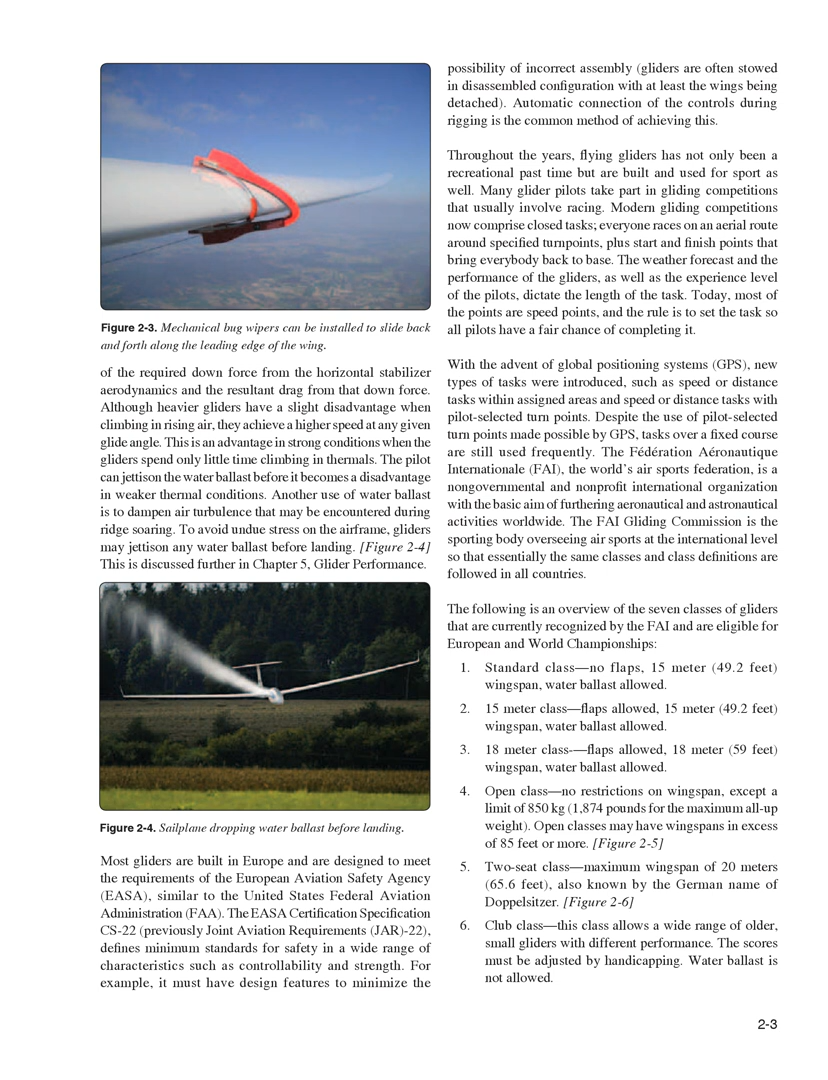 Figure 2-3. Mechanical bug wipers can be installed to slide back
and forth along the leading edge of the wing.
of the required down force from the horizontal stabilizer
aerodynamics and the resultant drag from that down force.
Although heavier gliders have a slight disadvantage when
climbing in rising air, they achieve a higher speed at any given
glide angle. This is an advantage in strong conditions when the
gliders spend only little time climbing in thermals. The pilot
can jettison the water ballast before it becomes a disadvantage
in weaker thermal conditions. Another use of water ballast
is to dampen air turbulence that may be encountered during
ridge soaring. To avoid undue stress on the airframe, gliders
may jettison any water ballast before landing. [Figure 2-4]
This is discussed further in Chapter 5, Glider Performance.
Figure 2-4. Sailplane dropping water ballast before landing.
Most gliders are built in Europe and are designed to meet
the requirements of the European Aviation Safety Agency
(EASA), similar to the United States Federal Aviation
Administration (FAA). The EASA Certification Specification
CS-22 (previously Joint Aviation Requirements (JAR)-22),
defines minimum standards for safety in a wide range of
characteristics such as controllability and strength. For
example, it must have design features to minimize the
possibility of incorrect assembly (gliders are often stowed
in disassembled configuration with at least the wings being
detached). Automatic connection of the controls during
rigging is the common method of achieving this.
Throughout the years, flying gliders has not only been a
recreational past time but are built and used for sport as
well. Many glider pilots take part in gliding competitions
that usually involve racing. Modern gliding competitions
now comprise closed tasks; everyone races on an aerial route
around specified turnpoints, plus start and finish points that
bring everybody back to base. The weather forecast and the
performance of the gliders, as well as the experience level
of the pilots, dictate the length of the task. Today, most of
the points are speed points, and the rule is to set the task so
all pilots have a fair chance of completing it.
With the advent of global positioning systems (GPS), new
types of tasks were introduced, such as speed or distance
tasks within assigned areas and speed or distance tasks with
pilot-selected turn points. Despite the use of pilot-selected
turn points made possible by GPS, tasks over a fixed course
are still used frequently. The Fédération Aéronautique
Internationale (FAI), the world's air sports federation, is a
nongovernmental and nonprofit international organization
with the basic aim of furthering aeronautical and astronautical
activities worldwide. The FAI Gliding Commission is the
sporting body overseeing air sports at the international level
so that essentially the same classes and class definitions are
followed in all countries.
The following is an overview of the seven classes of gliders
that are currently recognized by the FAI and are eligible for
European and World Championships:
1. Standard class—no flaps, 15 meter (49.2 feet)
wingspan, water ballast allowed.
2. 15 meter class—flaps allowed, 15 meter (49.2 feet)
wingspan, water ballast allowed.
3. 18 meter class-—flaps allowed, 18 meter (59 feet)
wingspan, water ballast allowed.
4. Open class—no restrictions on wingspan, except a
limit of 850 kg (1,874 pounds for the maximum all-up
weight). Open classes may have wingspans in excess
of 85 feet or more. [Figure 2-5]
5. Two-seat class—maximum wingspan of 20 meters
(65.6 feet), also known by the German name of
Doppelsitzer. [Figure 2-6]
6. Club class—this class allows a wide range of older,
small gliders with different performance. The scores
must be adjusted by handicapping. Water ballast is
not allowed.
2-3